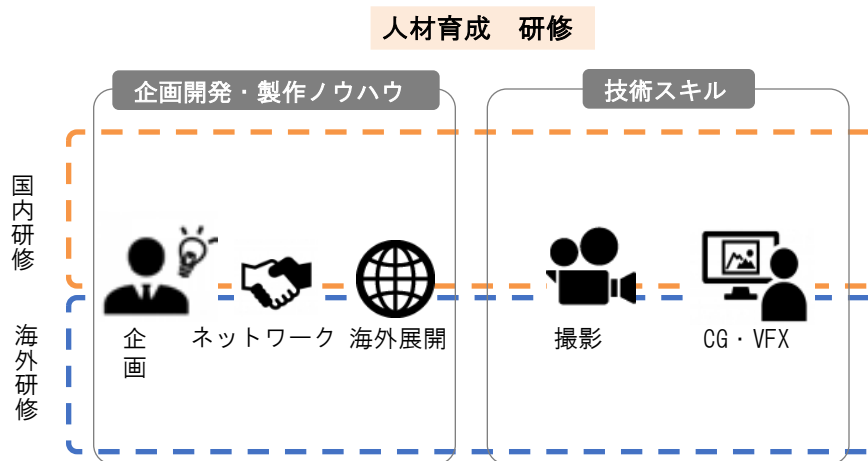 人材育成　研修
企画開発・製作ノウハウ
技術スキル
国内研修
海外研修
企画
ネットワーク
海外展開
撮影
CG・VFX